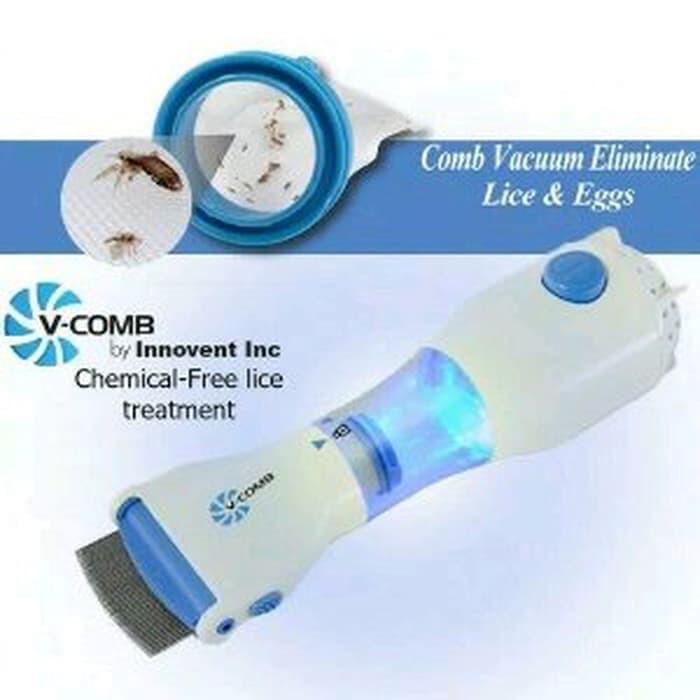 Comb Vacuum Eliminate
Lice & Eggs
V-COMB
by Innovent Inc
Chemical-Free lice
treatment
V-COMB